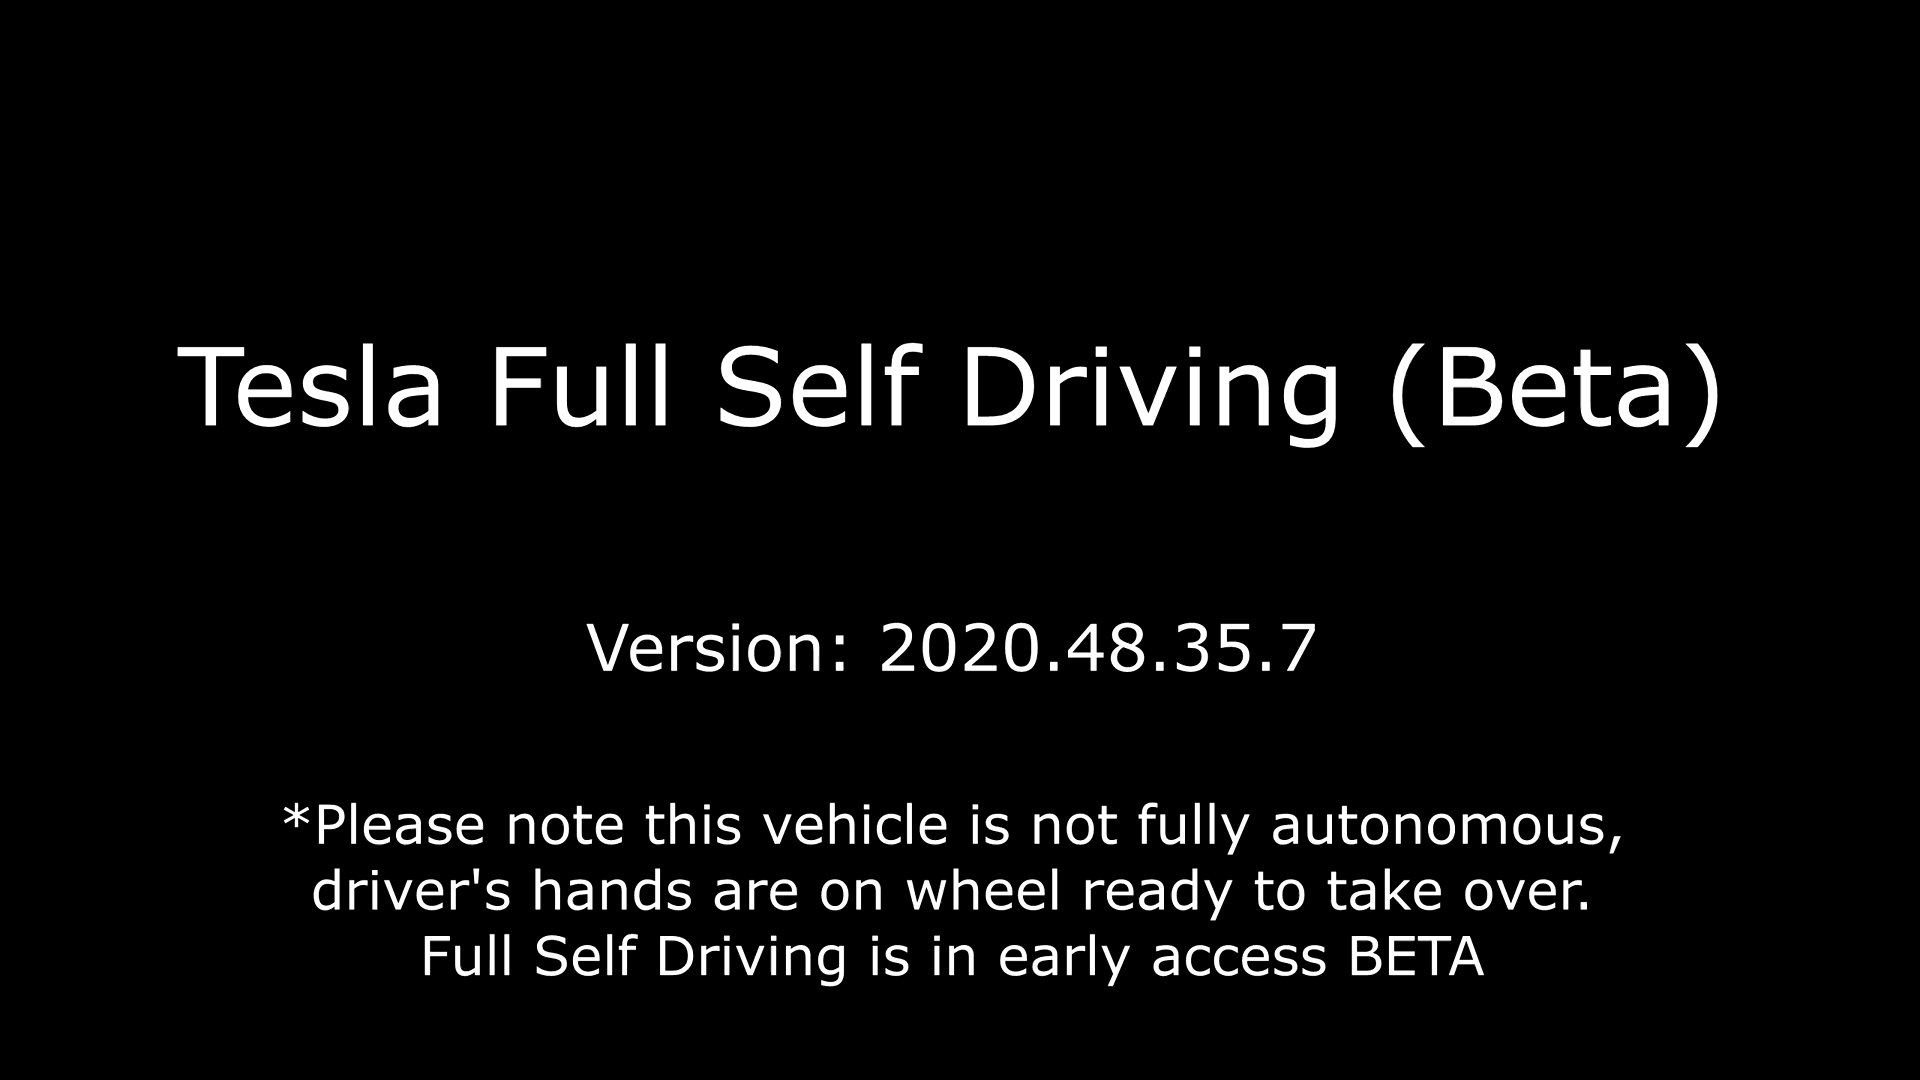 Tesla Full Self Driving (Beta)
Version: 2020.48.35.7
*Please note this vehicle is not fully autonomous,
driver's hands are on wheel ready to take over.
Full Self Driving is in early access BETA